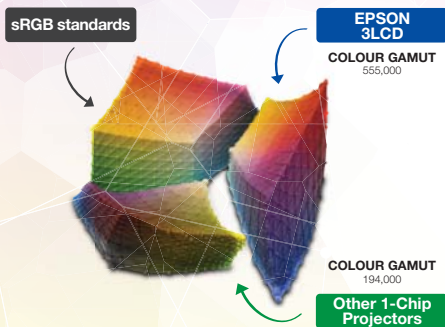 sRGB standards
EPSON
3LCD
COLOUR GAMUT
555,000
COLOUR GAMUT
194,000
Other 1-Chip
Projectors